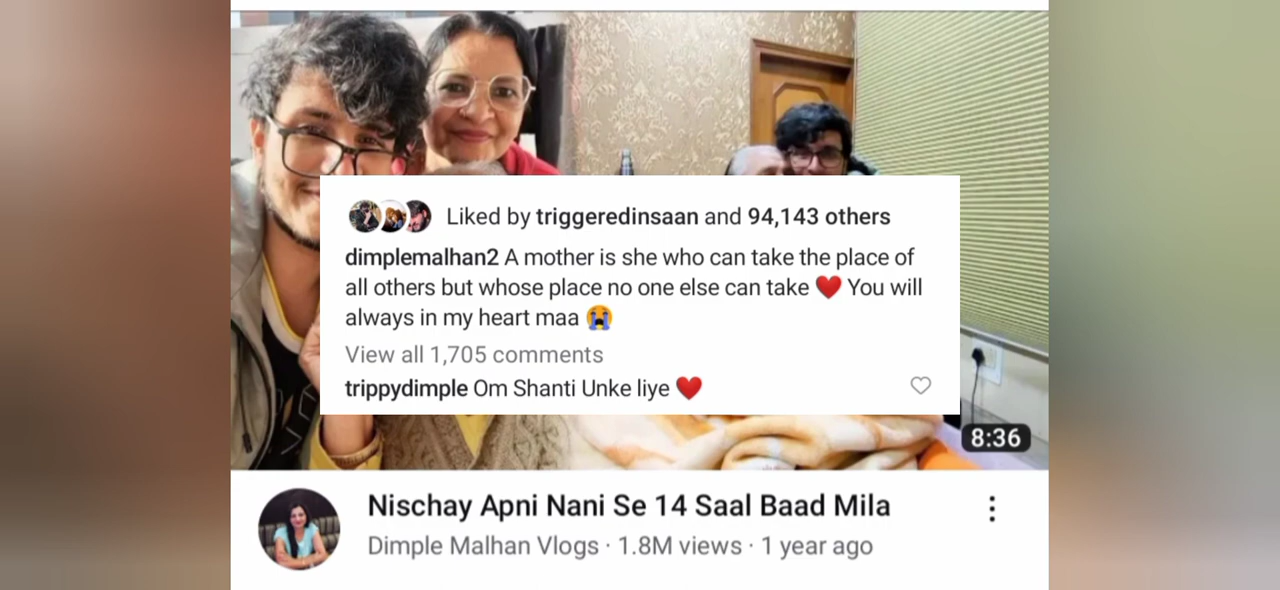 Liked by triggeredinsaan and 94,143 others
dimplemalhan2 A mother is she who can take the place of
all others but whose place no one else can take ❤️ You will
always in my heart maa 😭
View all 1,705 comments
trippydimple Om Shanti Unke liye ❤️
8:36
Nischay Apni Nani Se 14 Saal Baad Mila
Dimple Malhan Vlogs · 1.8M views · 1 year ago